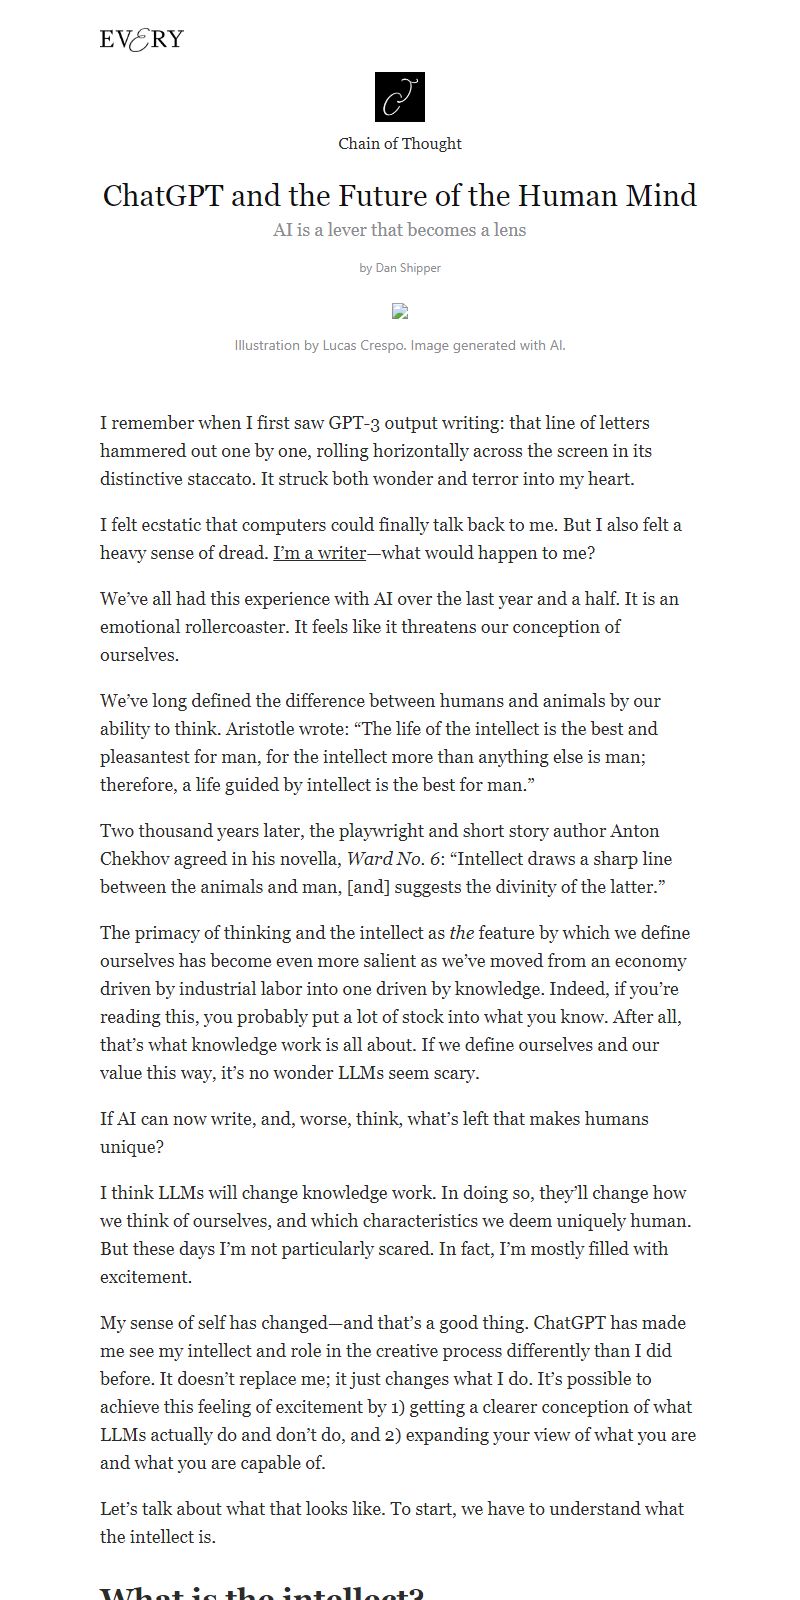 EVERY
Chain of Thought
ChatGPT and the Future of the Human Mind
AI is a lever that becomes a lens
by Dan Shipper
Illustration by Lucas Crespo. Image generated with AI.
I remember when I first saw GPT-3 output writing: that line of letters
hammered out one by one, rolling horizontally across the screen in its
distinctive staccato. It struck both wonder and terror into my heart.
I felt ecstatic that computers could finally talk back to me. But I also felt a
heavy sense of dread. I’m a writer—what would happen to me?
We’ve all had this experience with AI over the last year and a half. It is an
emotional rollercoaster. It feels like it threatens our conception of
ourselves.
We’ve long defined the difference between humans and animals by our
ability to think. Aristotle wrote: “The life of the intellect is the best and
pleasantest for man, for the intellect more than anything else is man;
therefore, a life guided by intellect is the best for man.”
Two thousand years later, the playwright and short story author Anton
Chekhov agreed in his novella, Ward No. 6: “Intellect draws a sharp line
between the animals and man, [and] suggests the divinity of the latter.”
The primacy of thinking and the intellect as the feature by which we define
ourselves has become even more salient as we’ve moved from an economy
driven by industrial labor into one driven by knowledge. Indeed, if you’re
reading this, you probably put a lot of stock into what you know. After all,
that’s what knowledge work is all about. If we define ourselves and our
value this way, it’s no wonder LLMs seem scary.
If AI can now write, and, worse, think, what’s left that makes humans
unique?
I think LLMs will change knowledge work. In doing so, they’ll change how
we think of ourselves, and which characteristics we deem uniquely human.
But these days I’m not particularly scared. In fact, I’m mostly filled with
excitement.
My sense of self has changed—and that’s a good thing. ChatGPT has made
me see my intellect and role in the creative process differently than I did
before. It doesn’t replace me; it just changes what I do. It’s possible to
achieve this feeling of excitement by 1) getting a clearer conception of what
LLMs actually do and don’t do, and 2) expanding your view of what you are
and what you are capable of.
Let’s talk about what that looks like. To start, we have to understand what
the intellect is.
What is the intellect?